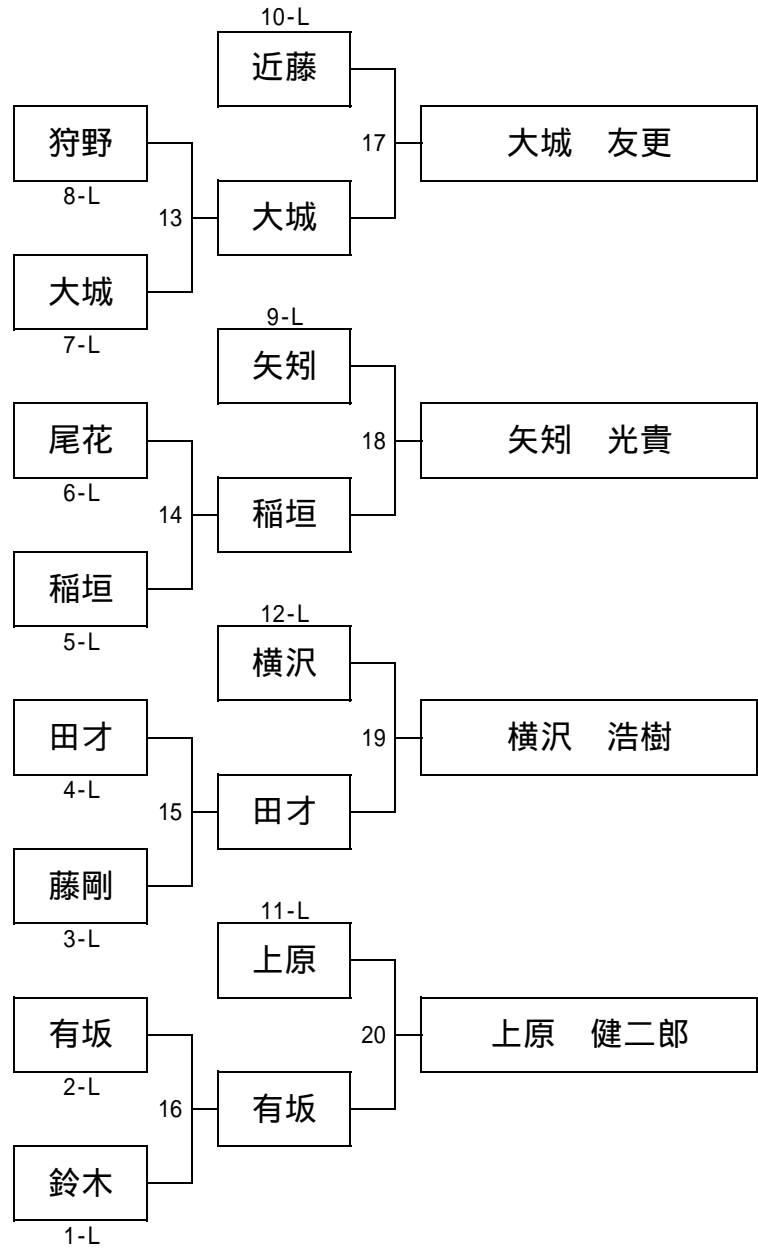 10-L
近藤
狩野
17
大城　友更
8-L
13
大城
大城
7-L
9-L
矢矧
尾花
18
矢矧　光貴
6-L
14
稲垣
稲垣
5-L
12-L
横沢
田才
19
横沢　浩樹
4-L
15
田才
藤剛
3-L
11-L
上原
有坂
20
上原　健二郎
2-L
16
有坂
鈴木
1-L